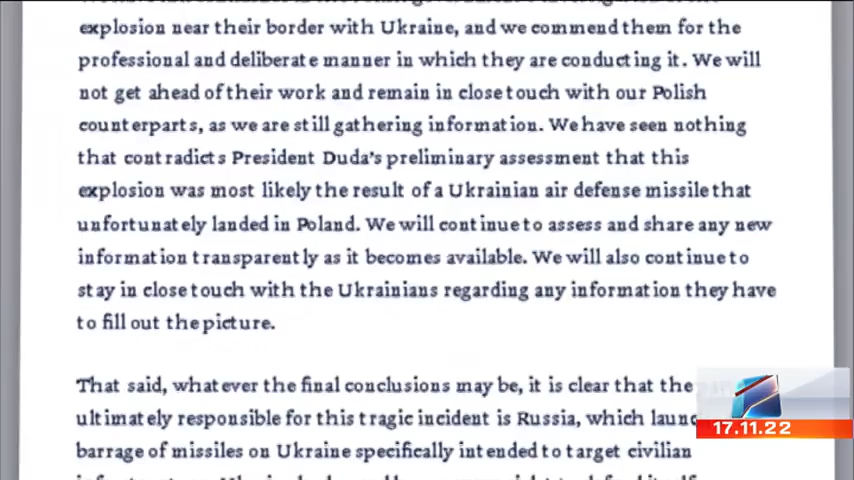 explosion near their border with Ukraine, and we commend them for the
professional and deliberate manner in which they are conducting it. We will
not get ahead of their work and remain in close touch with our Polish
counterparts, as we are still gathering information. We have seen nothing
that contradicts President Duda's preliminary assessment that this
explosion was most likely the result of a Ukrainian air defense missile that
unfortunately landed in Poland. We will continue to assess and share any new
information transparently as it becomes available. We will also continue to
stay in close touch with the Ukrainians regarding any information they have
to fill out the picture.
That said, whatever the final conclusions may be, it is clear that the
ultimately responsible for this tragic incident is Russia, which
barrage of missiles on Ukraine specifically intended to target civilian
17.11.22